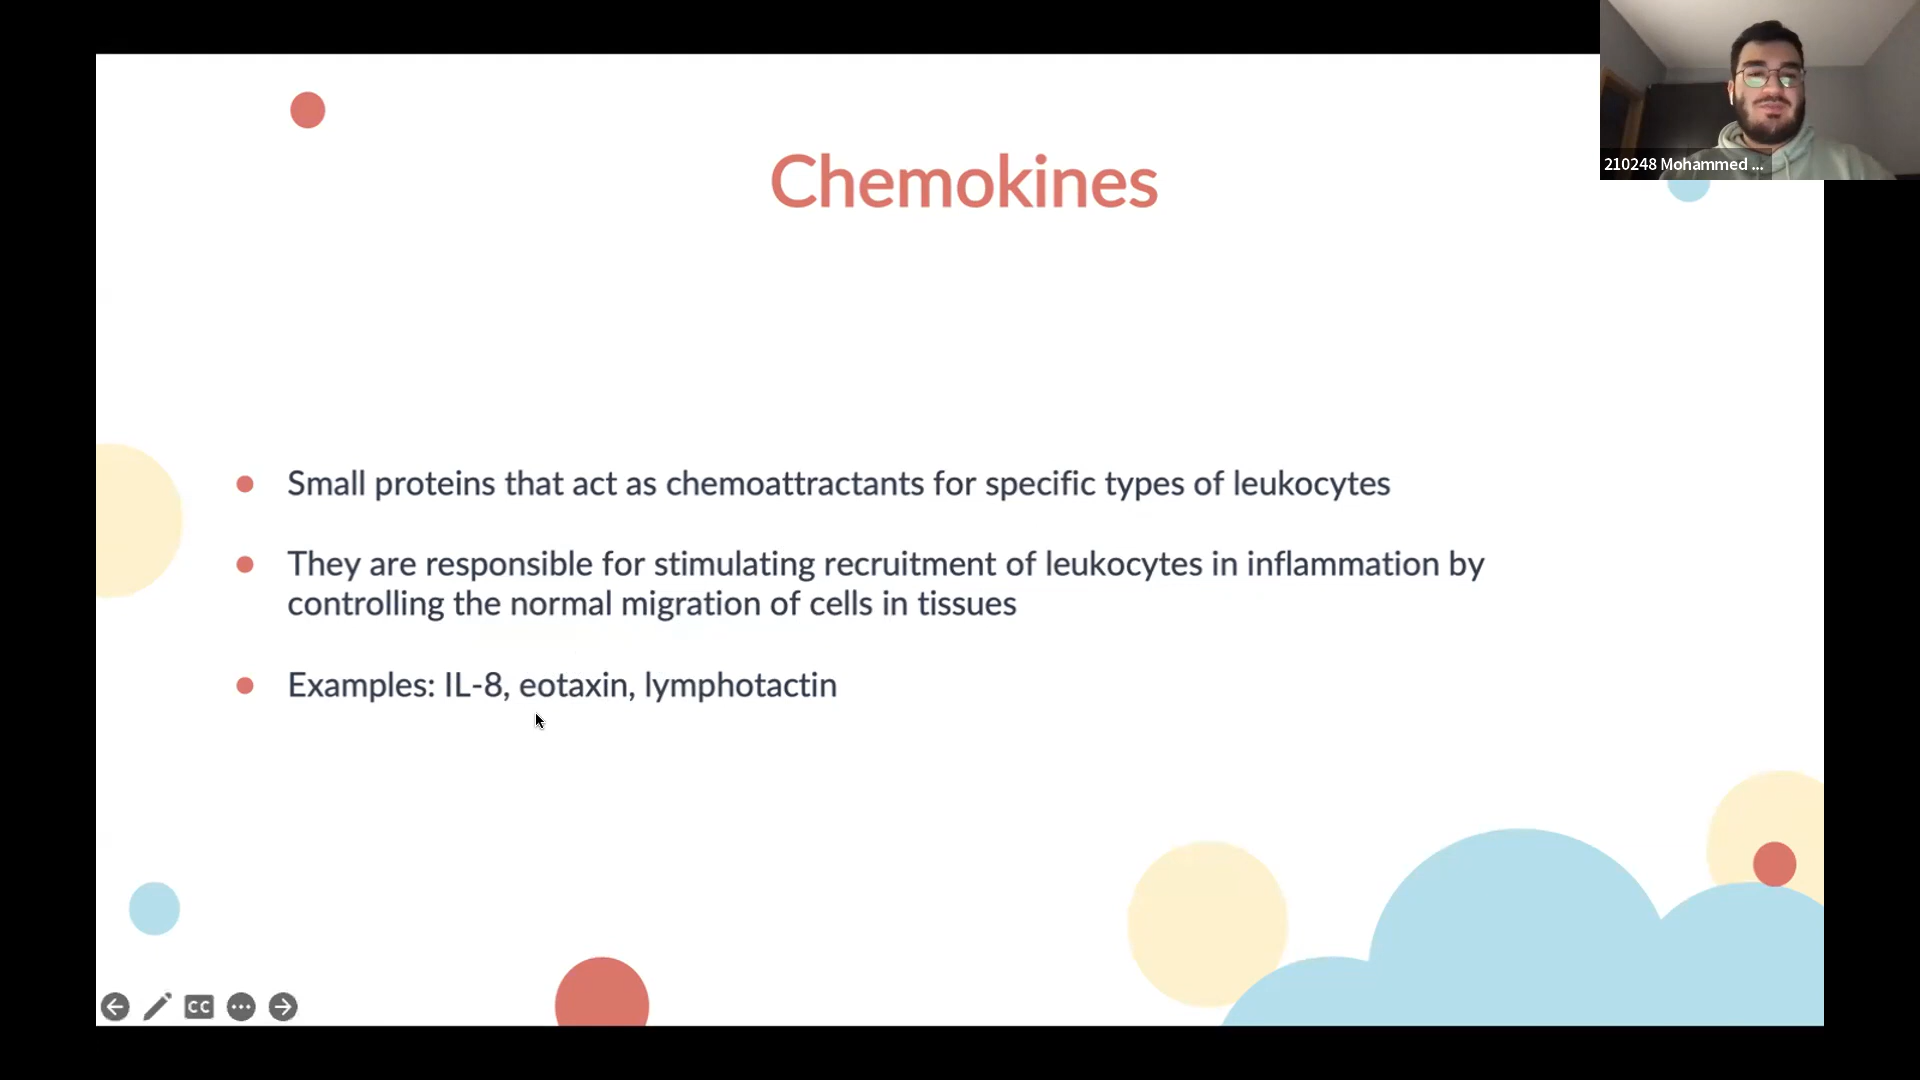 210248 Mohammed ...
Chemokines
Small proteins that act as chemoattractants for specific types of leukocytes
They are responsible for stimulating recruitment of leukocytes in inflammation by
controlling the normal migration of cells in tissues
Examples: IL-8, eotaxin, lymphotactin
CC